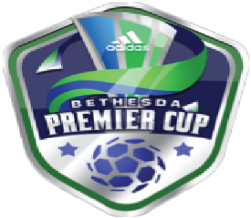 adidas
BETHESDA
PREMIER CUP